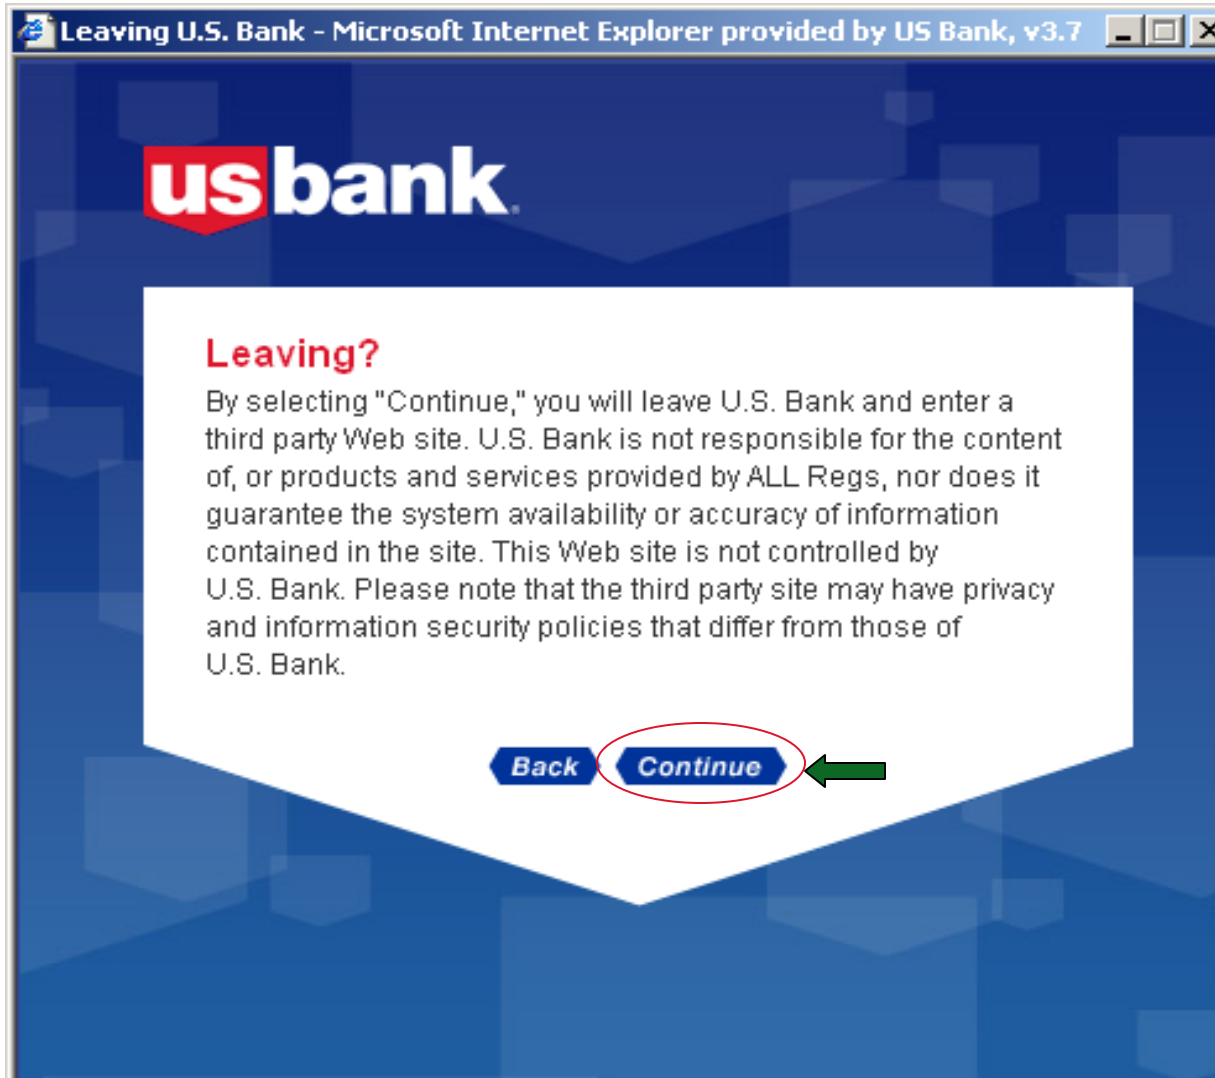 Leaving U.S. Bank - Microsoft Internet Explorer provided by US Bank, v3.7
usbank.
Leaving?
By selecting "Continue," you will leave U.S. Bank and enter a
third party Web site. U.S. Bank is not responsible for the content
of, or products and services provided by ALL Regs, nor does it
guarantee the system availability or accuracy of information
contained in the site. This Web site is not controlled by
U.S. Bank. Please note that the third party site may have privacy
and information security policies that differ from those of
U.S. Bank.
Back Continue